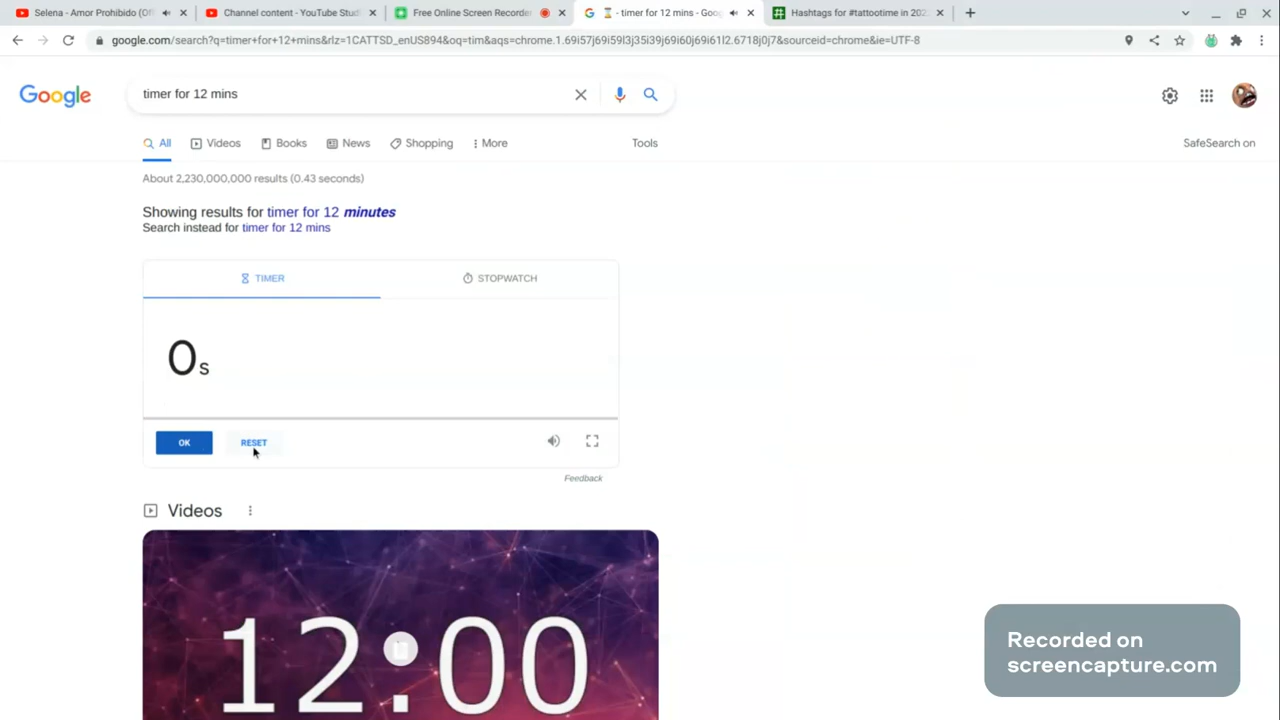 Selena - Amor Prohibido (Off
Channel content - YouTube Stud
Free Online Screen Recorder
- timer for 12 mins - Goo
Hashtags for #tattootime in 202
google.com/search?q=timer+for+12+mins&rlz=1CATTSD_enUS894&oq=tim&aqs=chrome.1.69i57j69i59l3j35i39j69i60j69i61l2.6718j0j7&sourceid=chrome&ie=UTF-8
Google
timer for 12 mins
All
Videos
Books
News
Shopping
More
Tools
SafeSearch on
About 2,230,000,000 results (0.43 seconds)
Showing results for timer for 12 minutes
Search instead for timer for 12 mins
TIMER
STOPWATCH
0s
OK
RESET
Feedback
Videos
12:00
Recorded on
screencapture.com